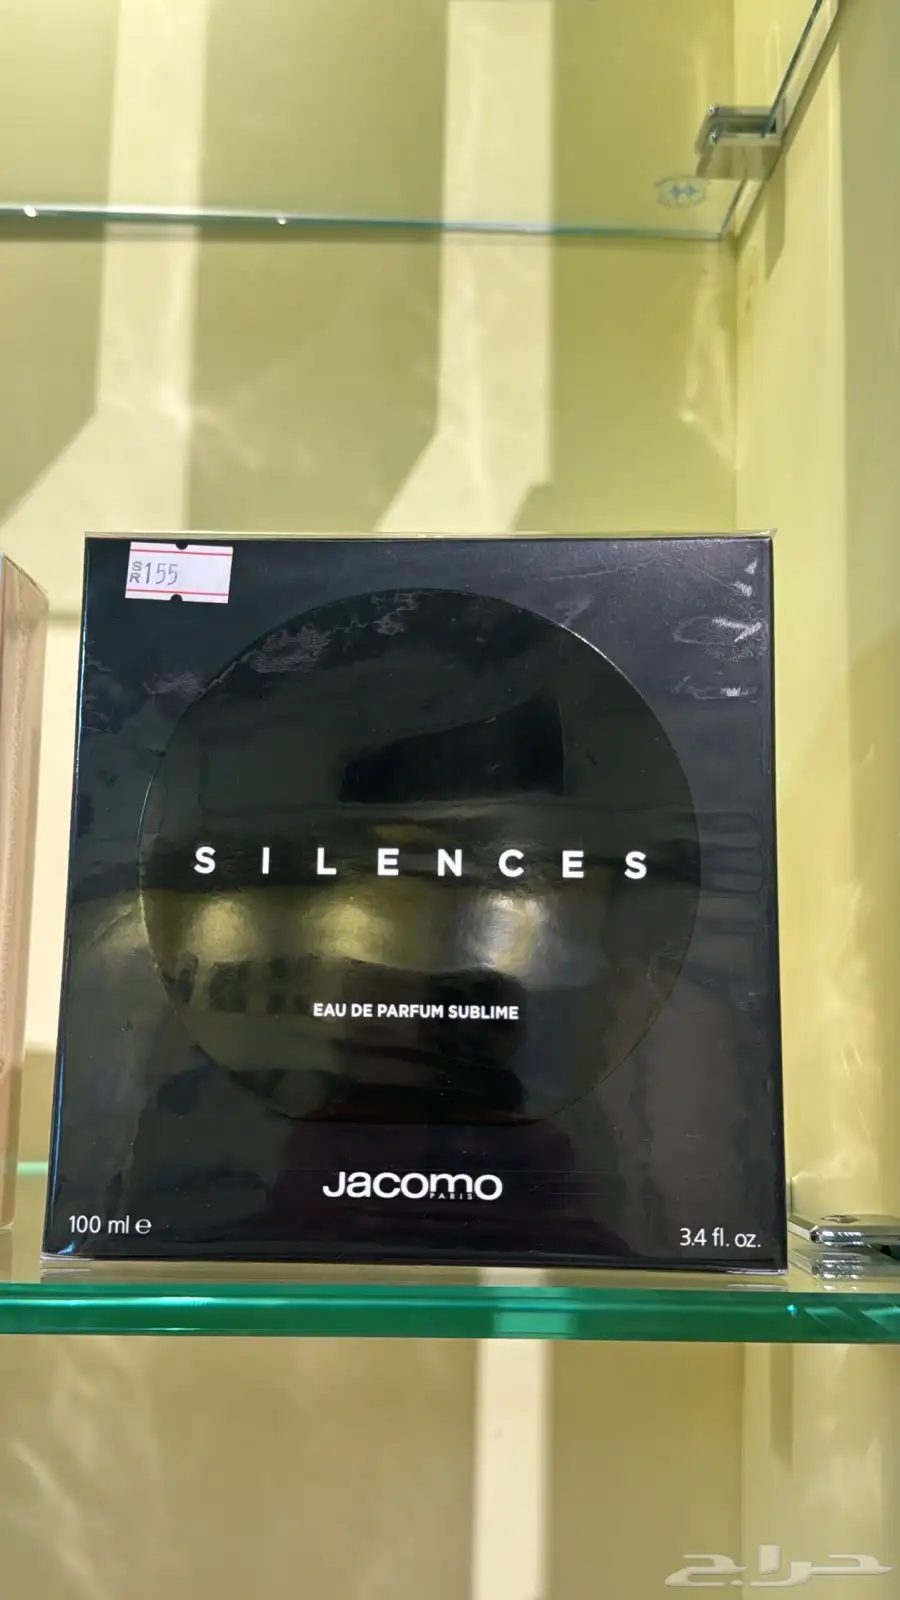 SR155
SILENCES
EAU DE PARFUM SUBLIME
Jacomo
PARIS
100 ml e
3.4 fl. oz.
حراج